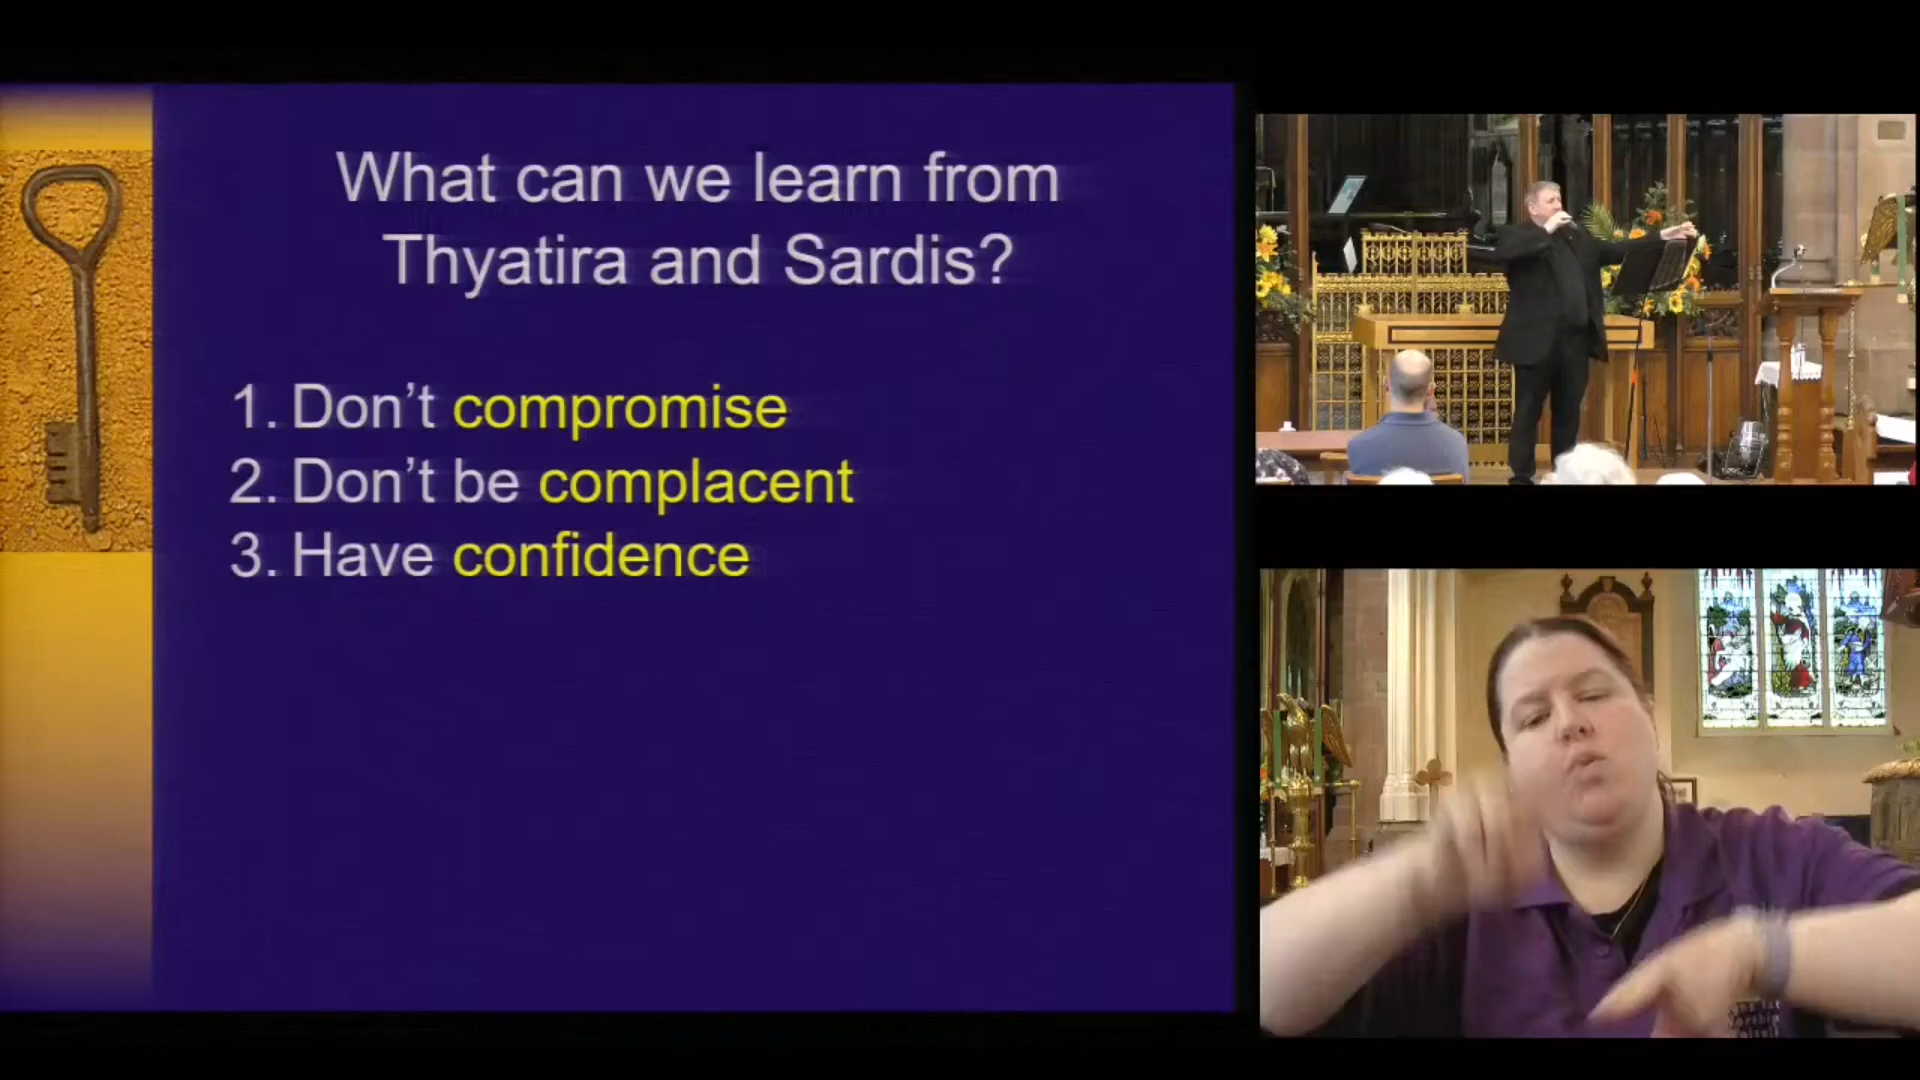 What can we learn from
Thyatira and Sardis?
1. Don't compromise
2. Don't be complacent
3. Have confidence